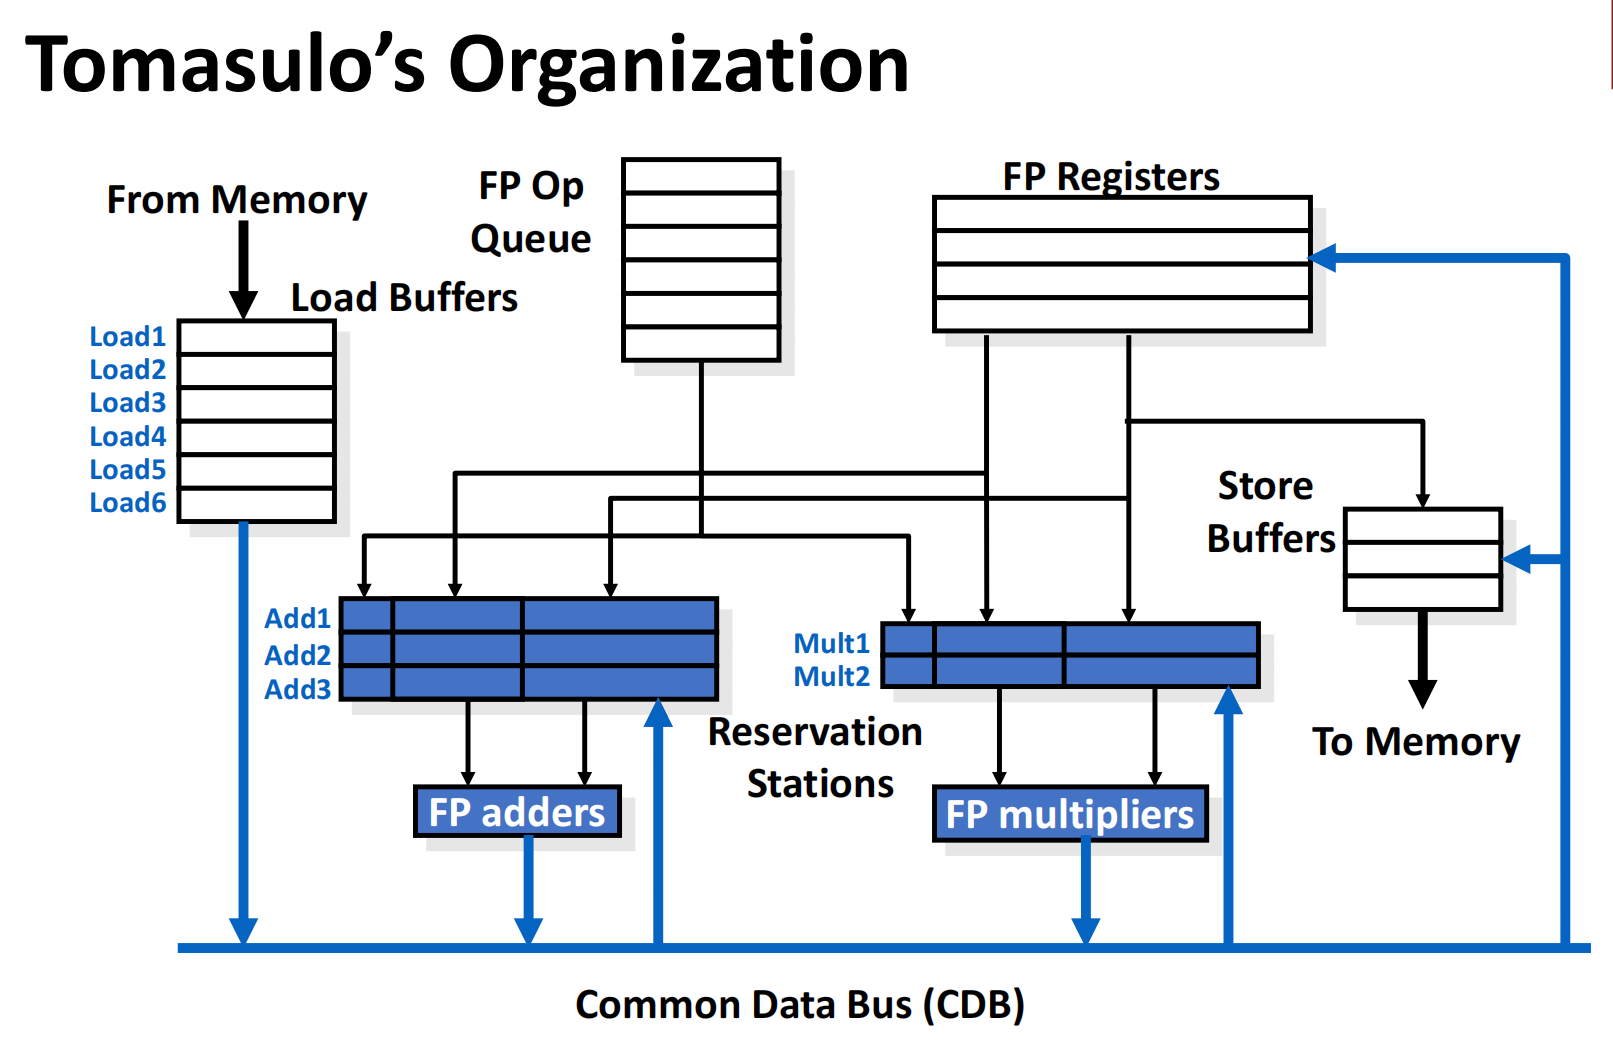 Tomasulo’s Organization
From Memory
FP Op
Queue
FP Registers
Load Buffers
Load1
Load2
Load3
Load4
Load5
Load6
Store
Buffers
Add1
Add2
Add3
Mult1
Mult2
Reservation
Stations
To Memory
FP adders
FP multipliers
Common Data Bus (CDB)